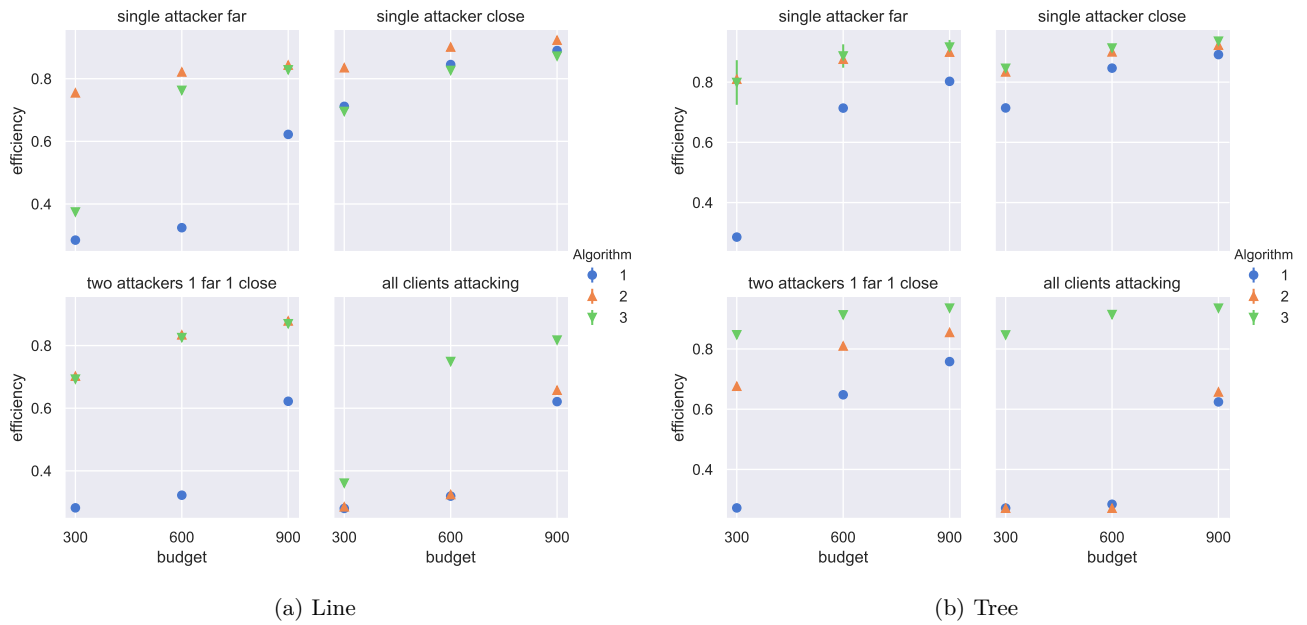 single attacker far
single attacker close
efficiency
0.8
0.6
0.4
two attackers 1 far 1 close
all clients attacking
efficiency
0.8
0.6
0.4
300
600
900
300
600
900
budget
budget
Algorithm
1
2
3
(a) Line
single attacker far
single attacker close
efficiency
0.8
0.6
0.4
two attackers 1 far 1 close
all clients attacking
efficiency
0.8
0.6
0.4
300
600
900
300
600
900
budget
budget
Algorithm
1
2
3
(b) Tree